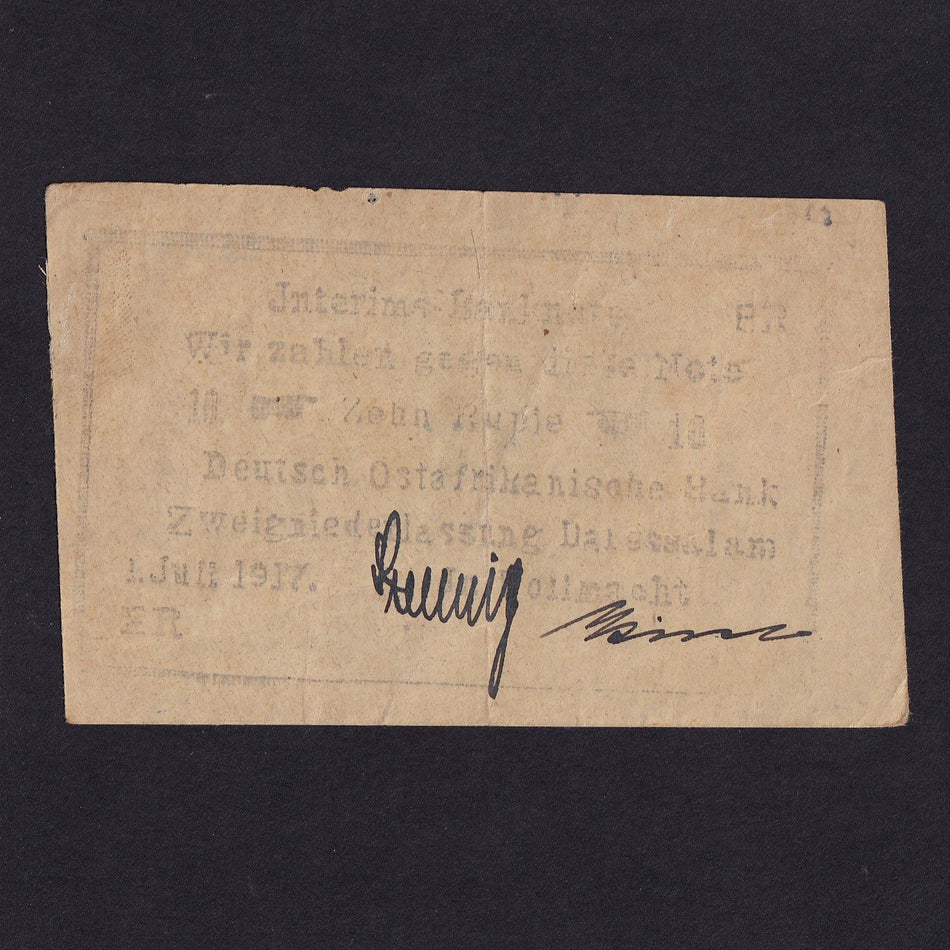 Interims-Banknote ER
Wir zahlen gegen diese Note
10 Zehn Rupie 10
Deutsch Ostafrikanische Bank
Zweigniederlassung Daressalam
1. Juli 1917. In Vollmacht
ER